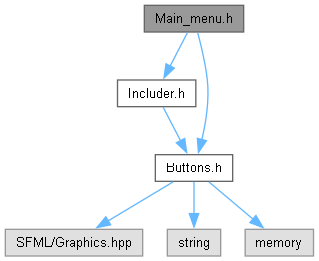 Main_menu.h
Includer.h
Buttons.h
SFML/Graphics.hpp
string
memory